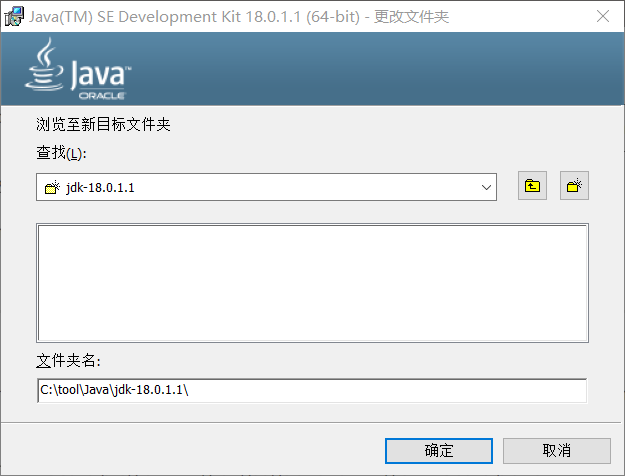 Java(TM) SE Development Kit 18.0.1.1 (64-bit) - 更改文件夹
Java™
ORACLE
浏览至新目标文件夹
查找(L):
jdk-18.0.1.1
文件夹名:
C:\tool\Java\jdk-18.0.1.1\
确定
取消